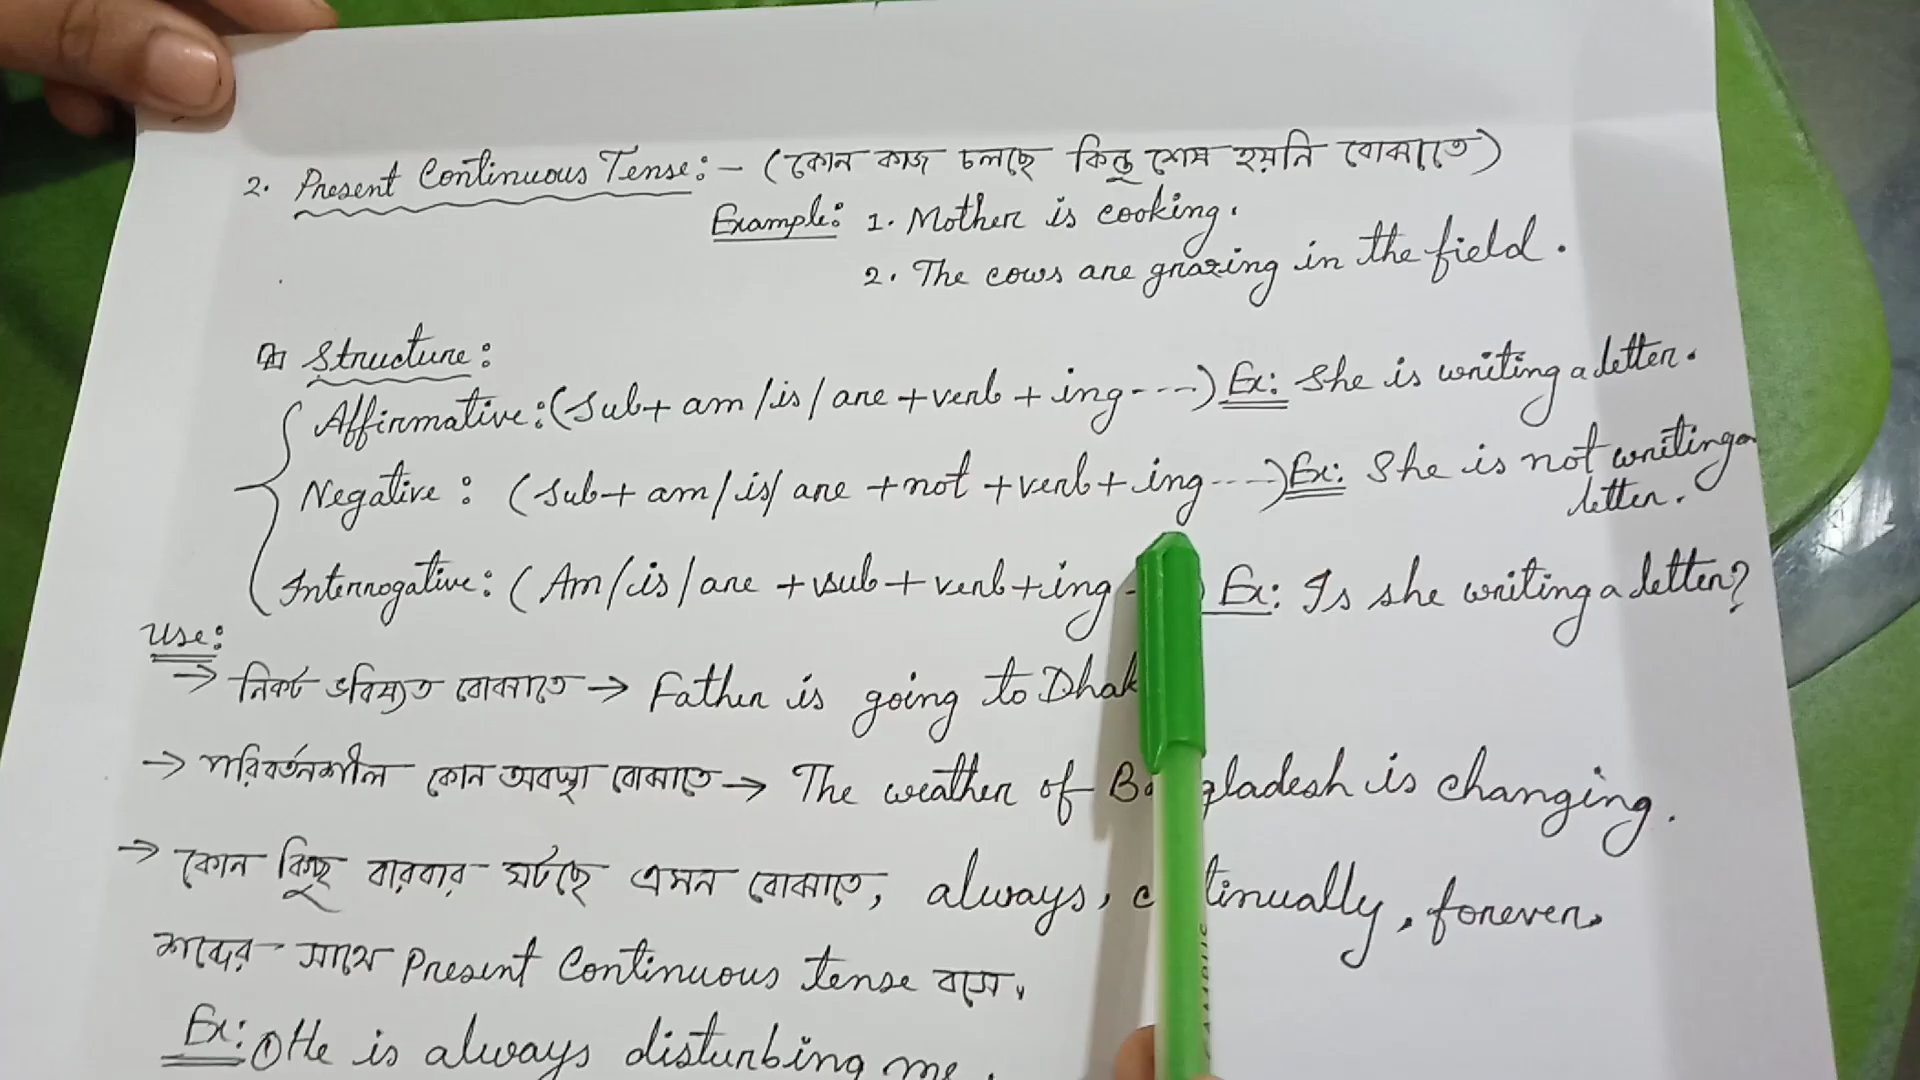 2. Present Continuous Tense:- (কোন কাজ চলছে কিন্তু শেষ হয়নি বোঝাতে)
Example: 1. Mother is cooking.
2. The cows are grazing in the field.
Structure:
Affirmative: (Sub + am/is/are + verb + ing----) Ex: She is writing a letter.
Negative: (Sub + am/is/are + not + verb + ing----) Ex: She is not writing a
letter.
Interrogative: (Am/is/are + sub + verb + ing -) Ex: Is she writing a letter?
Use:
→ নিকট ভবিষ্যত বোঝাতে → Father is going to Dhak
→ পরিবর্তনশীল কোন অবস্থা বোঝাতে → The weather of Bangladesh is changing.
→ কোন কিছু বারবার ঘটছে এমন বোঝাতে, always, continually, forever
শব্দের সাথে Present Continuous tense বসে।
Ex: ① He is always disturbing me.